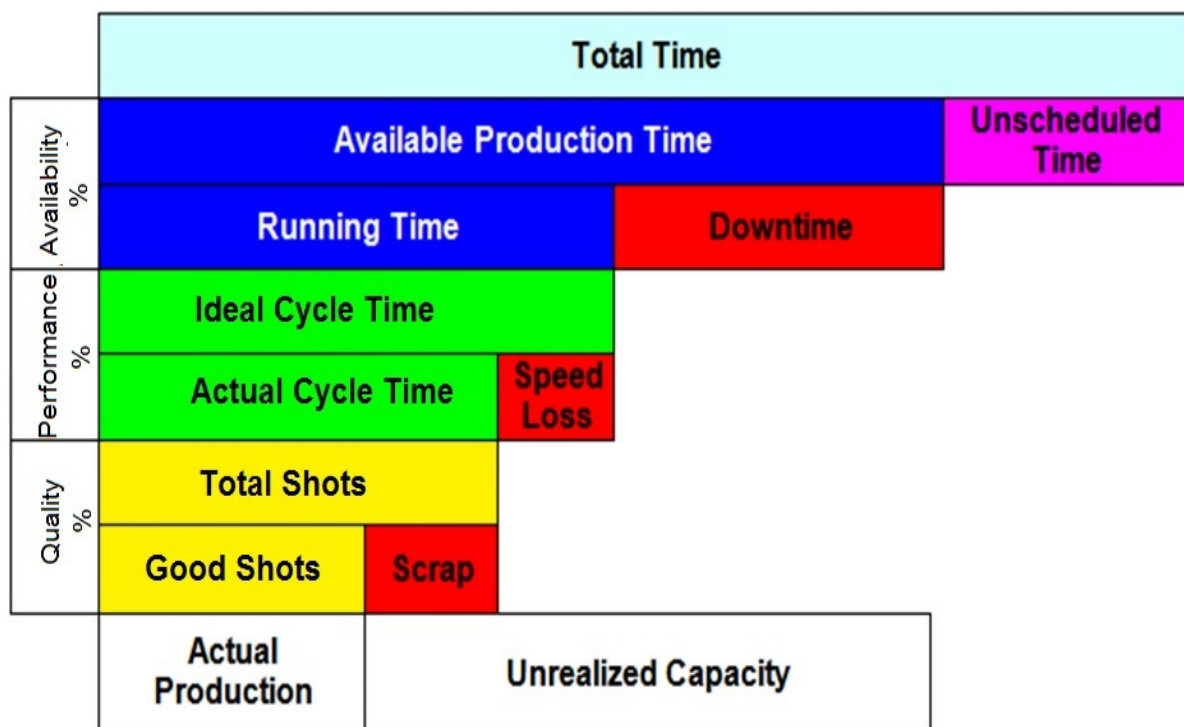 Total Time
Availability
%
Available Production Time
Unscheduled
Time
Running Time
Downtime
Performance
%
Ideal Cycle Time
Actual Cycle Time
Speed
Loss
Quality
%
Total Shots
Good Shots
Scrap
Actual
Production
Unrealized Capacity